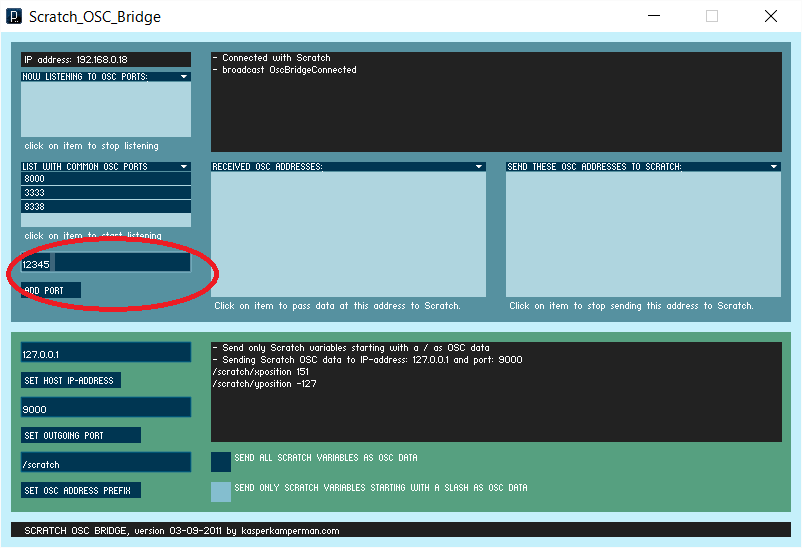 Scratch_OSC_Bridge
IP address: 192.168.0.18
NOW LISTENING TO OSC PORTS:
click on item to stop listening
LIST WITH COMMON OSC PORTS
8000
3333
8338
click on item to start listening
12345
ADD PORT
- Connected with Scratch
- broadcast OscBridgeConnected
RECEIVED OSC ADDRESSES:
Click on item to pass data at this address to Scratch.
SEND THESE OSC ADDRESSES TO SCRATCH:
Click on item to stop sending this address to Scratch.
127.0.0.1
SET HOST IP-ADDRESS
9000
SET OUTGOING PORT
/scratch
SET OSC ADDRESS PREFIX
- Send only Scratch variables starting with a / as OSC data
- Sending Scratch OSC data to IP-address: 127.0.0.1 and port: 9000
/scratch/xposition 151
/scratch/yposition -127
SEND ALL SCRATCH VARIABLES AS OSC DATA
SEND ONLY SCRATCH VARIABLES STARTING WITH A SLASH AS OSC DATA
SCRATCH OSC BRIDGE, version 03-09-2011 by kasperkamperman.com